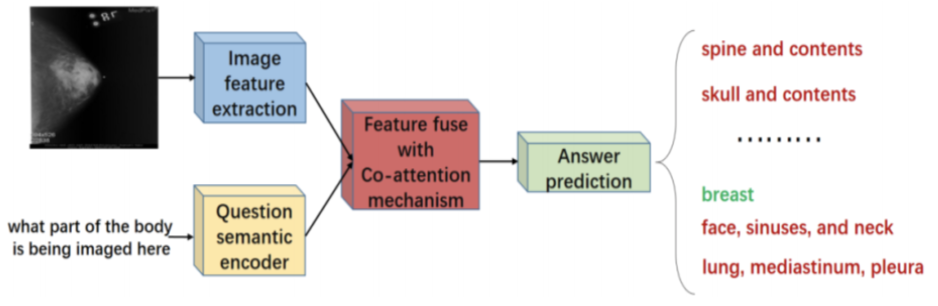 Image
feature
extraction
Question
semantic
encoder
what part of the body
is being imaged here
Feature fuse
with
Co-attention
mechanism
Answer
prediction
spine and contents
skull and contents
.........
breast
face, sinuses, and neck
lung, mediastinum, pleura